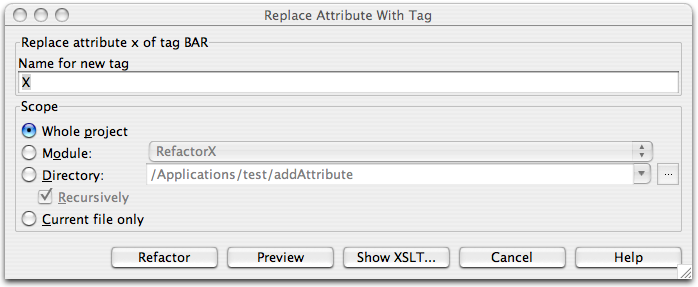 Replace Attribute With Tag
Replace attribute x of tag BAR
Name for new tag
X
Scope
Whole project
Module: RefactorX
Directory: /Applications/test/addAttribute ...
Recursively
Current file only
Refactor Preview Show XSLT... Cancel Help